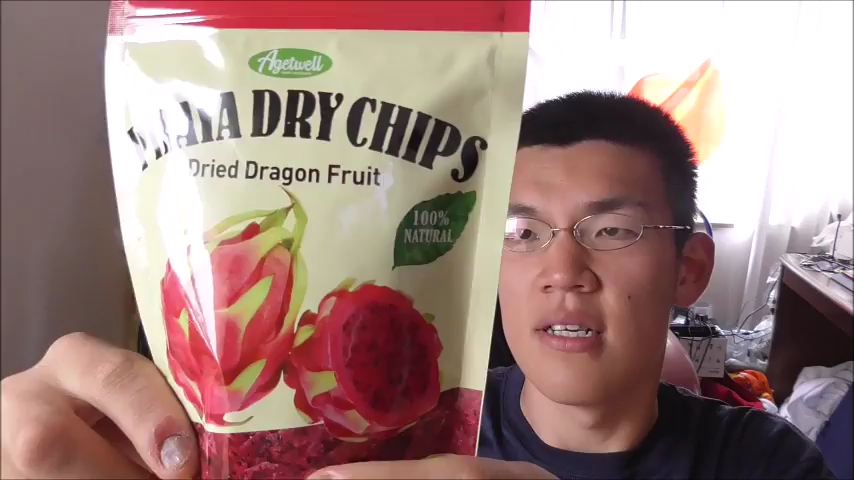 Agetwell
DRY CHIPS
Dried Dragon Fruit
100%
NATURAL